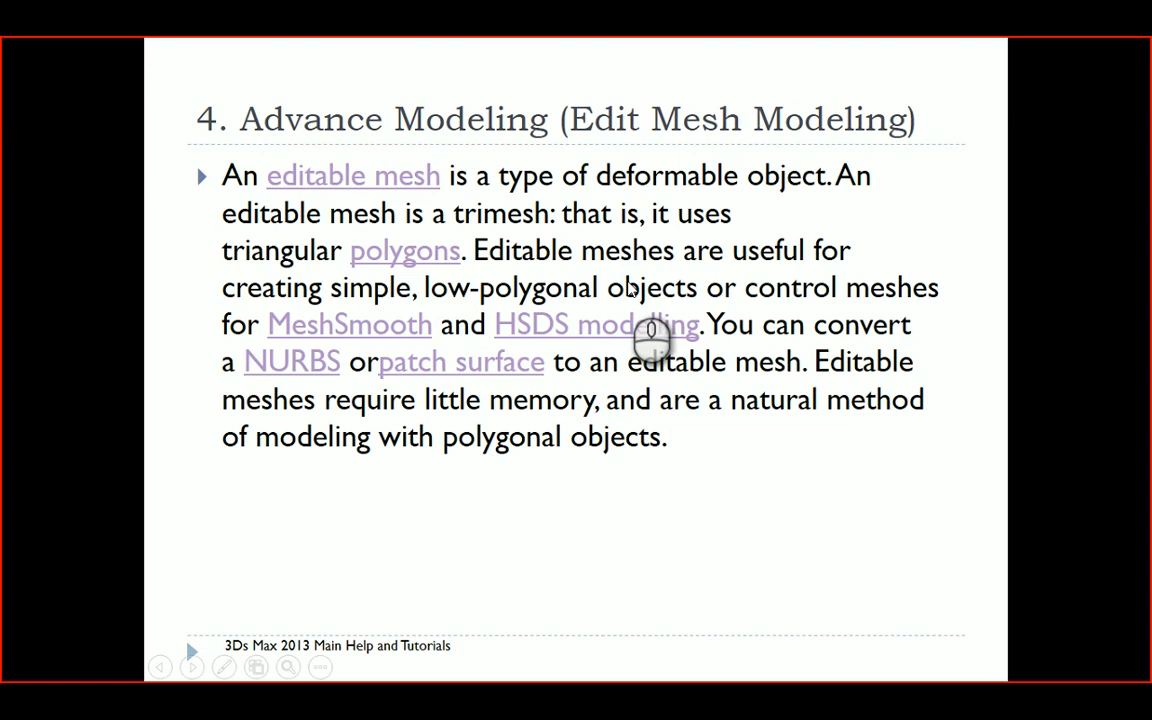 4. Advance Modeling (Edit Mesh Modeling)
An editable mesh is a type of deformable object. An
editable mesh is a trimesh: that is, it uses
triangular polygons. Editable meshes are useful for
creating simple, low-polygonal objects or control meshes
for MeshSmooth and HSDS modelling. You can convert
a NURBS orpatch surface to an editable mesh. Editable
meshes require little memory, and are a natural method
of modeling with polygonal objects.
3Ds Max 2013 Main Help and Tutorials